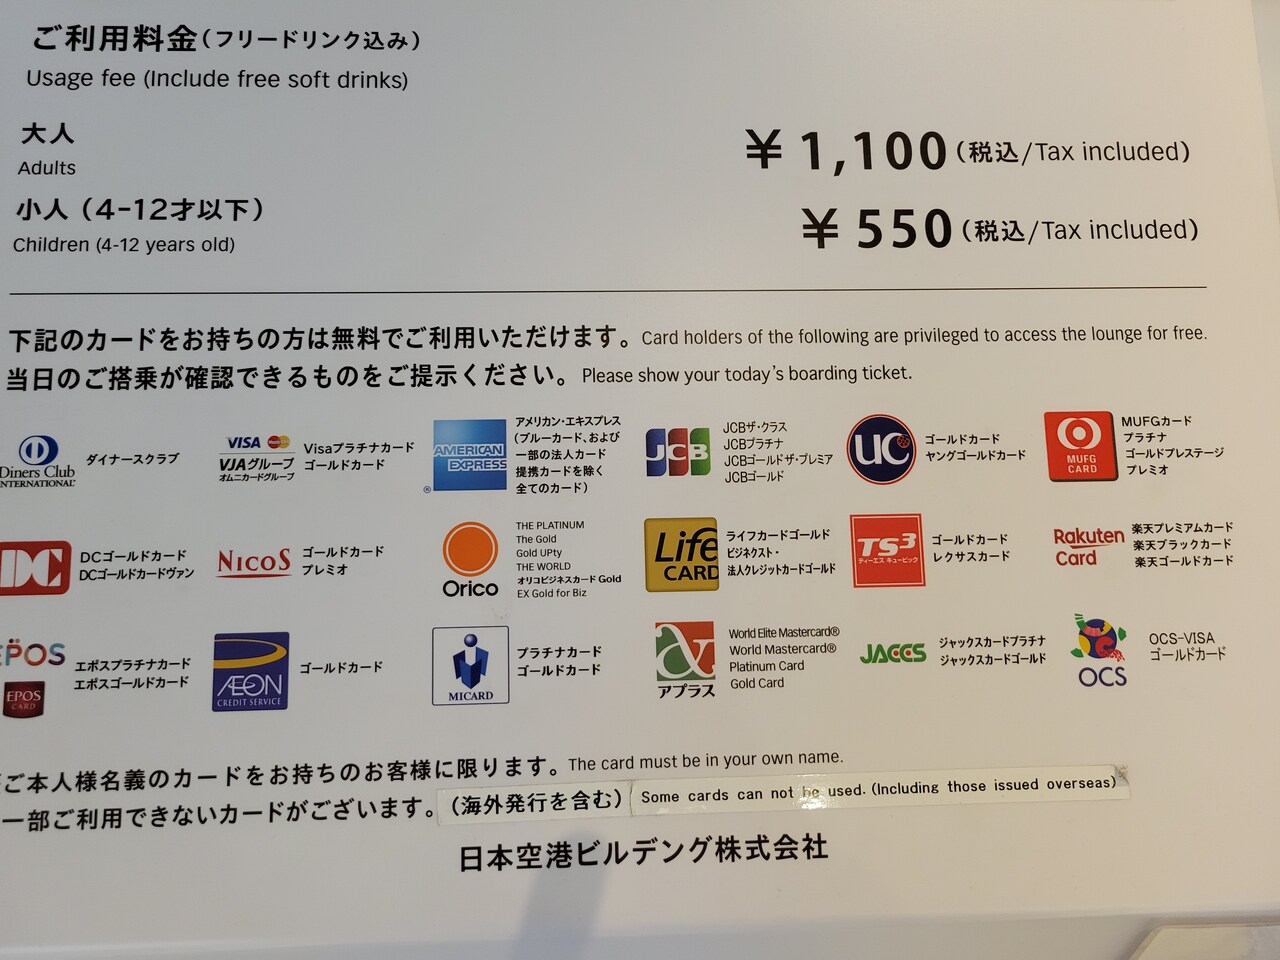 ご利用料金(フリードリンク込み)
Usage fee (Include free soft drinks)
大人
Adults
¥ 1,100 (税込/Tax included)
小人 (4-12才以下)
Children (4-12 years old)
¥ 550 (税込/Tax included)
下記のカードをお持ちの方は無料でご利用いただけます。Card holders of the following are privileged to access the lounge for free.
当日のご搭乗が確認できるものをご提示ください。Please show your today's boarding ticket.
Diners Club
INTERNATIONAL®
ダイナースクラブ
VISA MasterCard
VJAグループ
オムニカードグループ
Visaプラチナカード
ゴールドカード
AMERICAN
EXPRESS
®
アメリカン・エキスプレス
(ブルーカード、および
一部の法人カード
提携カードを除く
全てのカード)
JCB
JCBザ・クラス
JCBプラチナ
JCBゴールド ザ・プレミア
JCBゴールド
UC
ゴールドカード
ヤングゴールドカード
MUFG
CARD
MUFGカード
プラチナ
ゴールドプレステージ
プレミオ
DC
DCゴールドカード
DCゴールドカードヴァン
NICOS
ゴールドカード
プレミオ
Orico
THE PLATINUM
The Gold
Gold UPty
THE WORLD
オリコビジネスカード Gold
EX Gold for Biz
Life
CARD
ライフカードゴールド
ビジネクスト・
法人クレジットカードゴールド
TS3
ティーエス キュービック
ゴールドカード
レクサスカード
Rakuten
Card
楽天プレミアムカード
楽天ブラックカード
楽天ゴールドカード
EPOS
EPOS
CARD
エポスプラチナカード
エポスゴールドカード
ÆON
CREDIT SERVICE
ゴールドカード
MICARD
プラチナカード
ゴールドカード
アプラス
World Elite Mastercard®
World Mastercard®
Platinum Card
Gold Card
JACCS
ジャックスカードプラチナ
ジャックスカードゴールド
OCS
OCS-VISA
ゴールドカード
ご本人様名義のカードをお持ちのお客様に限ります。The card must be in your own name.
一部ご利用できないカードがございます。(海外発行を含む) Some cards can not be used. (Including those issued overseas)
日本空港ビルデング株式会社